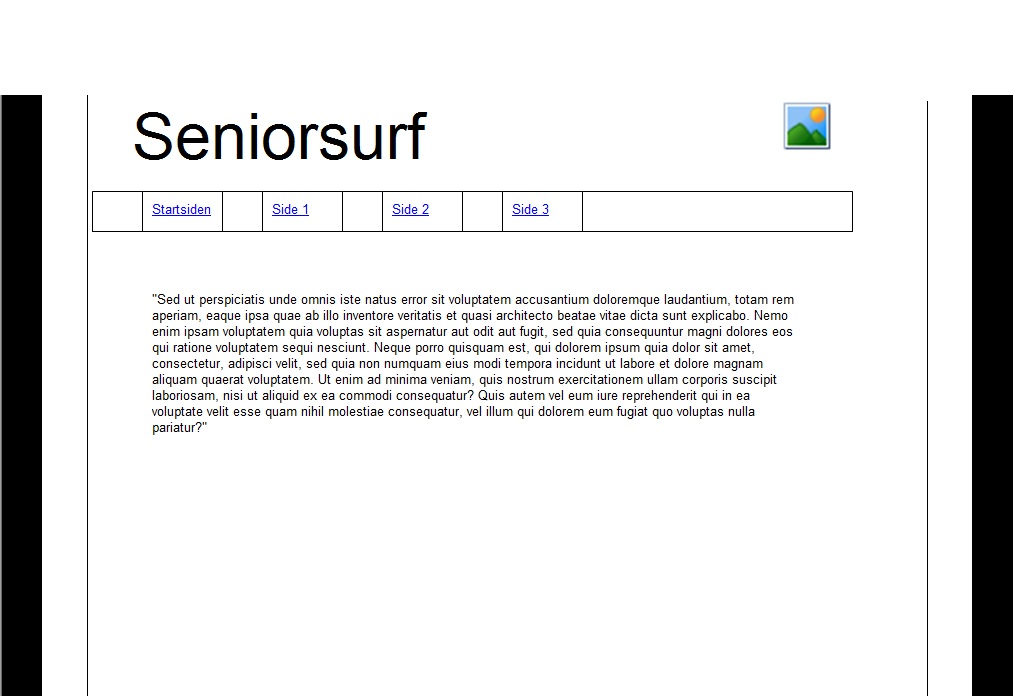 Seniorsurf
Startsiden Side 1 Side 2 Side 3
"Sed ut perspiciatis unde omnis iste natus error sit voluptatem accusantium doloremque laudantium, totam rem
aperiam, eaque ipsa quae ab illo inventore veritatis et quasi architecto beatae vitae dicta sunt explicabo. Nemo
enim ipsam voluptatem quia voluptas sit aspernatur aut odit aut fugit, sed quia consequuntur magni dolores eos
qui ratione voluptatem sequi nesciunt. Neque porro quisquam est, qui dolorem ipsum quia dolor sit amet,
consectetur, adipisci velit, sed quia non numquam eius modi tempora incidunt ut labore et dolore magnam
aliquam quaerat voluptatem. Ut enim ad minima veniam, quis nostrum exercitationem ullam corporis suscipit
laboriosam, nisi ut aliquid ex ea commodi consequatur? Quis autem vel eum iure reprehenderit qui in ea
voluptate velit esse quam nihil molestiae consequatur, vel illum qui dolorem eum fugiat quo voluptas nulla
pariatur?"